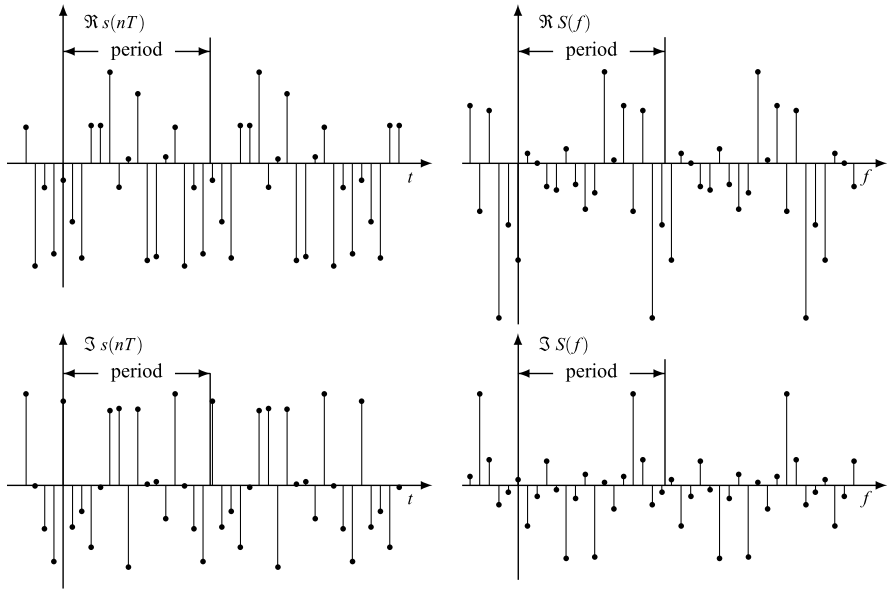 ℜ s(nT)
period
t
ℜ S(f)
period
f
ℑ s(nT)
period
t
ℑ S(f)
period
f